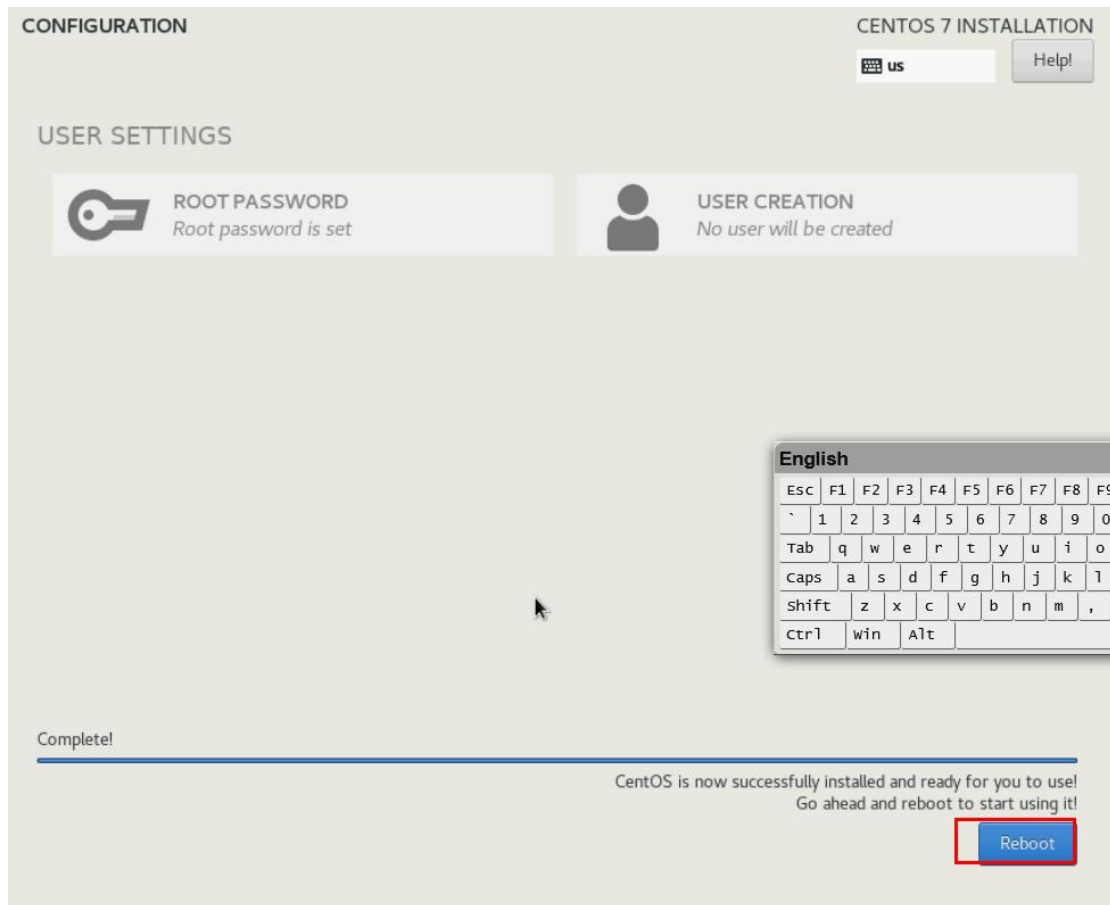 CONFIGURATION
CENTOS 7 INSTALLATION
us
Help!
USER SETTINGS
ROOT PASSWORD
Root password is set
USER CREATION
No user will be created
English
Esc F1 F2 F3 F4 F5 F6 F7 F8 F9
` 1 2 3 4 5 6 7 8 9 0
Tab q w e r t y u i o
Caps a s d f g h j k l
Shift z x c v b n m ,
Ctrl Win Alt
Complete!
CentOS is now successfully installed and ready for you to use!
Go ahead and reboot to start using it!
Reboot